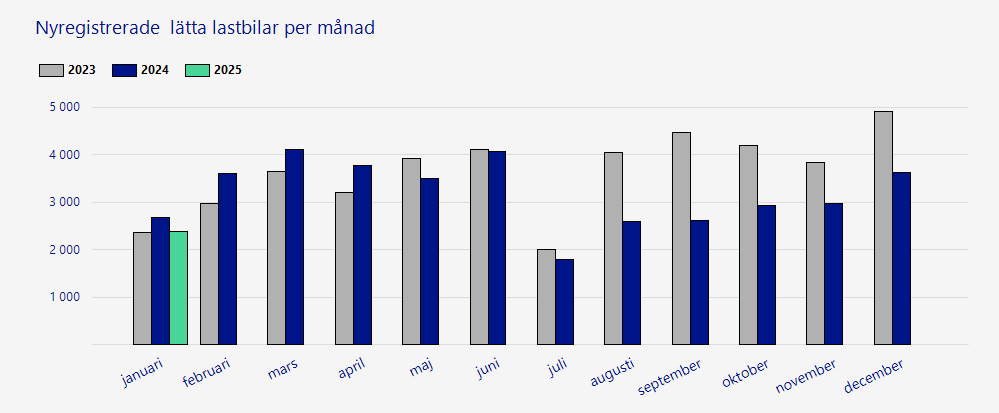 Nyregistrerade  lätta lastbilar per månad
2023 2024 2025
5 000
4 000
3 000
2 000
1 000
januari februari mars april maj juni juli augusti september oktober november december